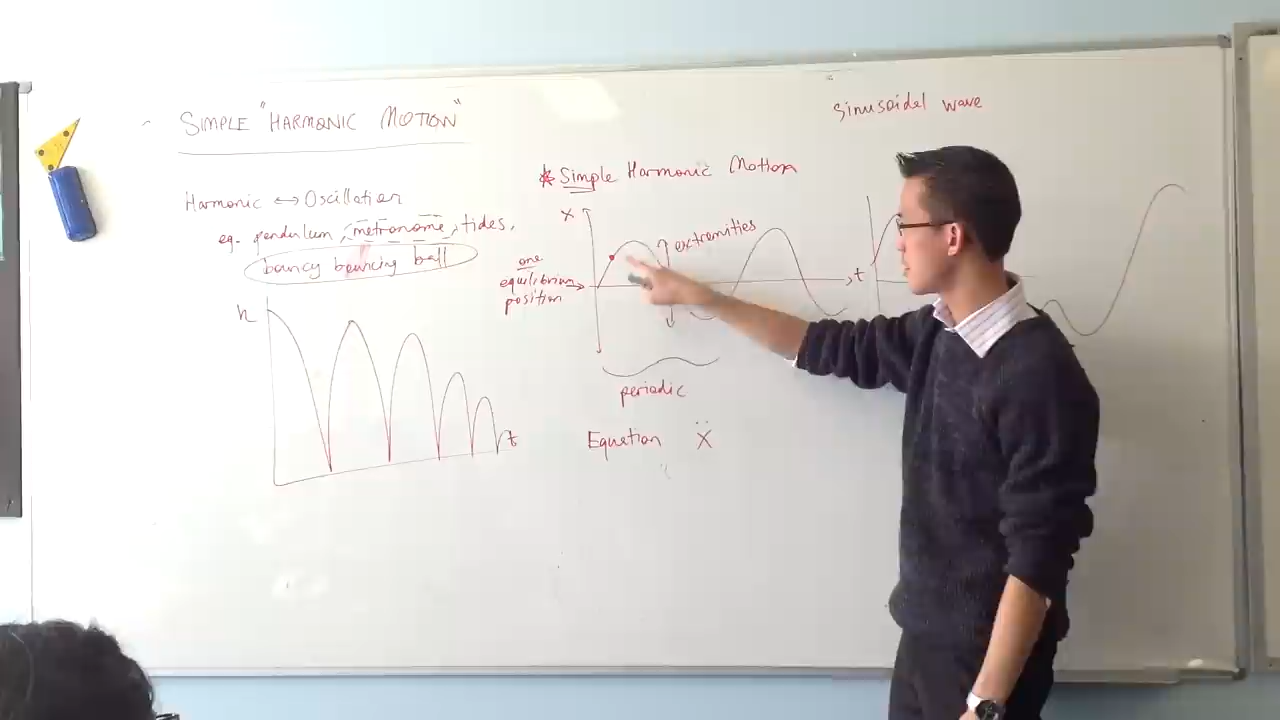 SIMPLE "HARMONIC MOTION"
Harmonic ↔ Oscillation
eg. pendulum, metronome, tides,
bouncy bouncing ball
h
t
Sinusoidal wave
* Simple Harmonic Motion
x
extremities
one
equilibrium
position
t
periodic
Equation ẍ